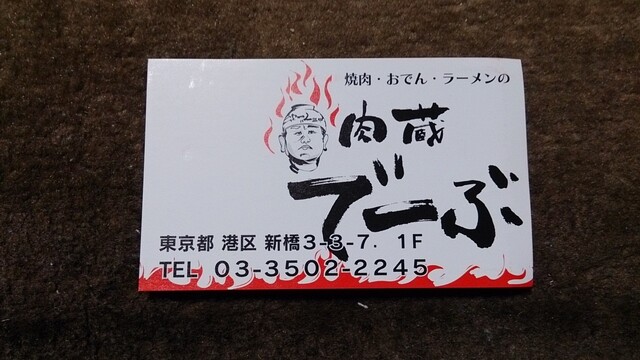 焼肉・おでん・ラーメンの
肉蔵
でーぶ
東京都 港区 新橋3-3-7. 1F
TEL 03-3502-2245